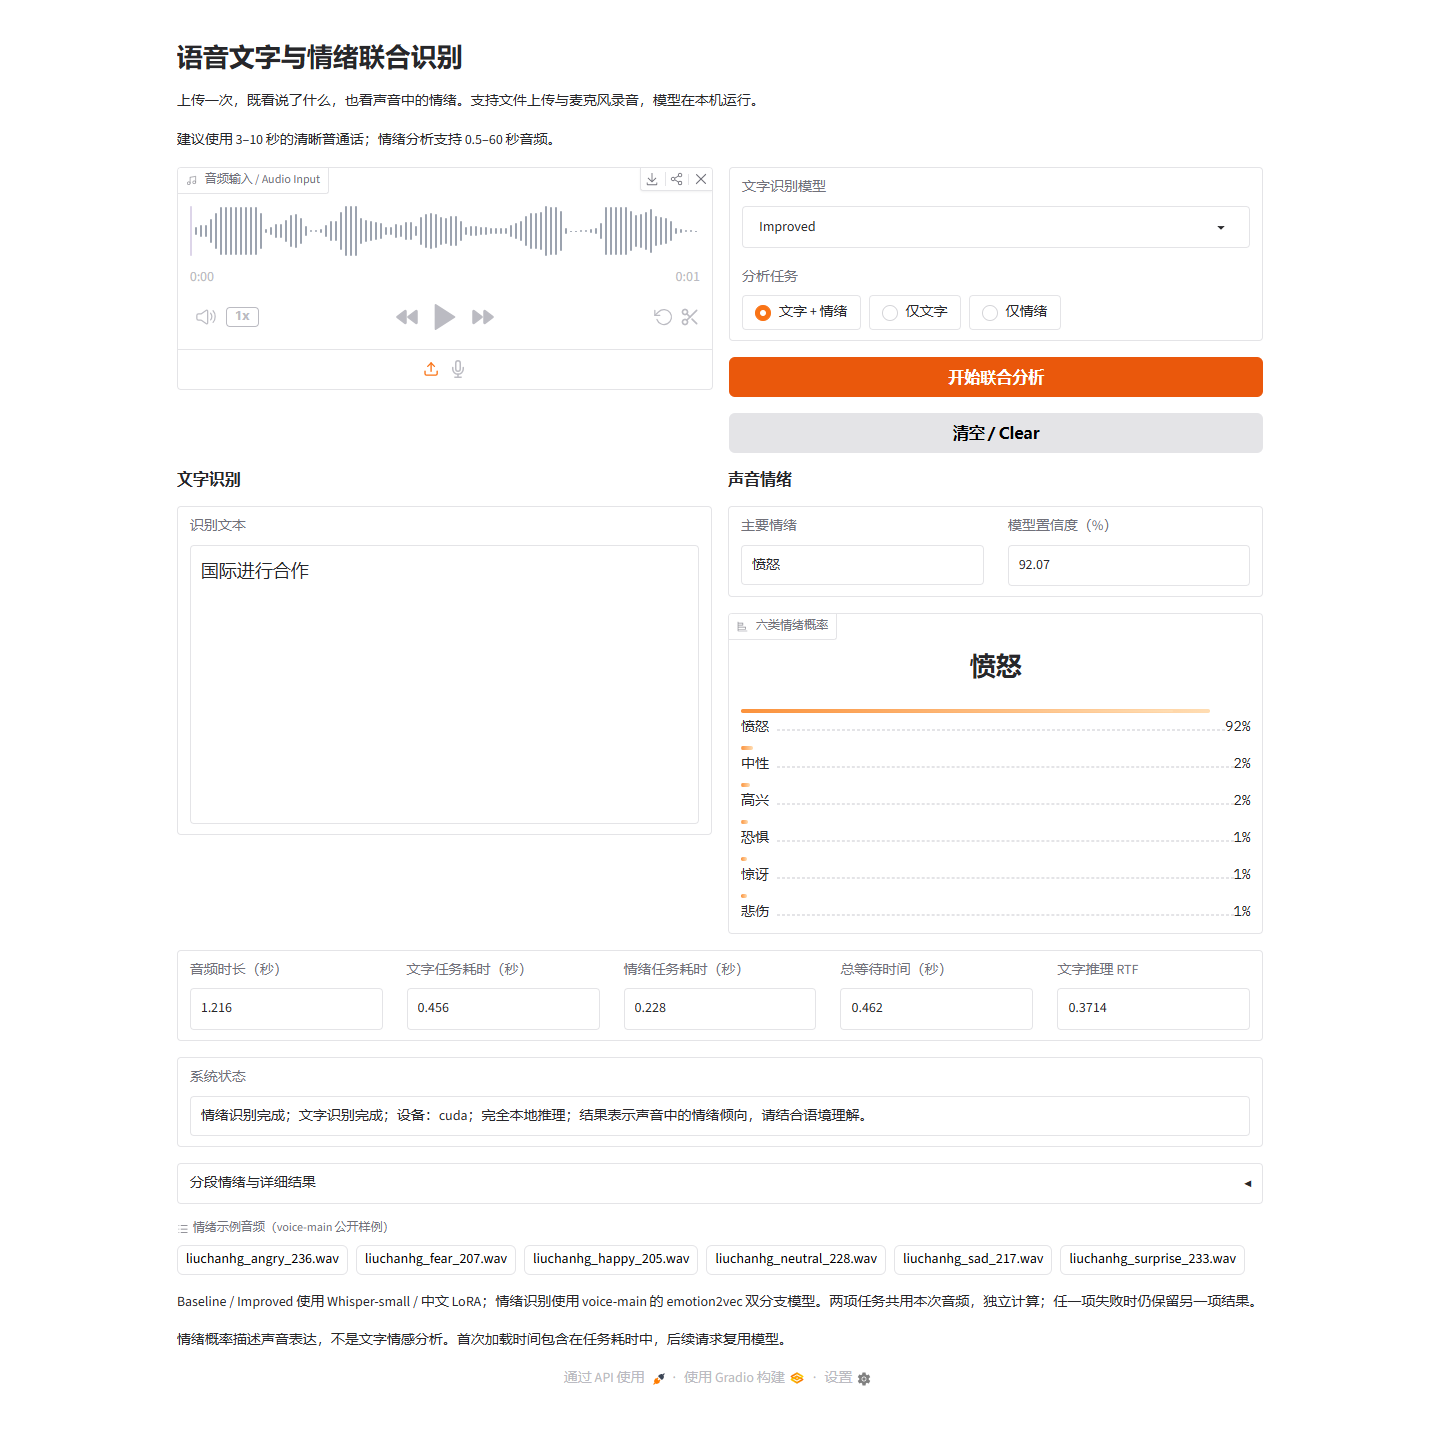 语音文字与情绪联合识别
上传一次，既看说了什么，也看声音中的情绪。支持文件上传与麦克风录音，模型在本机运行。
建议使用 3–10 秒的清晰普通话；情绪分析支持 0.5–60 秒音频。
音频输入 / Audio Input
0:00
0:01
1x
文字识别模型
Improved
分析任务
文字 + 情绪
仅文字
仅情绪
开始联合分析
清空 / Clear
文字识别
识别文本
国际进行合作
声音情绪
主要情绪
模型置信度（%）
愤怒
92.07
六类情绪概率
愤怒
愤怒 92%
中性 2%
高兴 2%
恐惧 1%
惊讶 1%
悲伤 1%
音频时长（秒）
文字任务耗时（秒）
情绪任务耗时（秒）
总等待时间（秒）
文字推理 RTF
1.216
0.456
0.228
0.462
0.3714
系统状态
情绪识别完成；文字识别完成；设备：cuda；完全本地推理；结果表示声音中的情绪倾向，请结合语境理解。
分段情绪与详细结果
情绪示例音频（voice-main 公开样例）
liuchanhg_angry_236.wav
liuchanhg_fear_207.wav
liuchanhg_happy_205.wav
liuchanhg_neutral_228.wav
liuchanhg_sad_217.wav
liuchanhg_surprise_233.wav
Baseline / Improved 使用 Whisper-small / 中文 LoRA；情绪识别使用 voice-main 的 emotion2vec 双分支模型。两项任务共用本次音频，独立计算；任一项失败时仍保留另一项结果。
情绪概率描述声音表达，不是文字情感分析。首次加载时间包含在任务耗时中，后续请求复用模型。
通过 API 使用 · 使用 Gradio 构建 · 设置